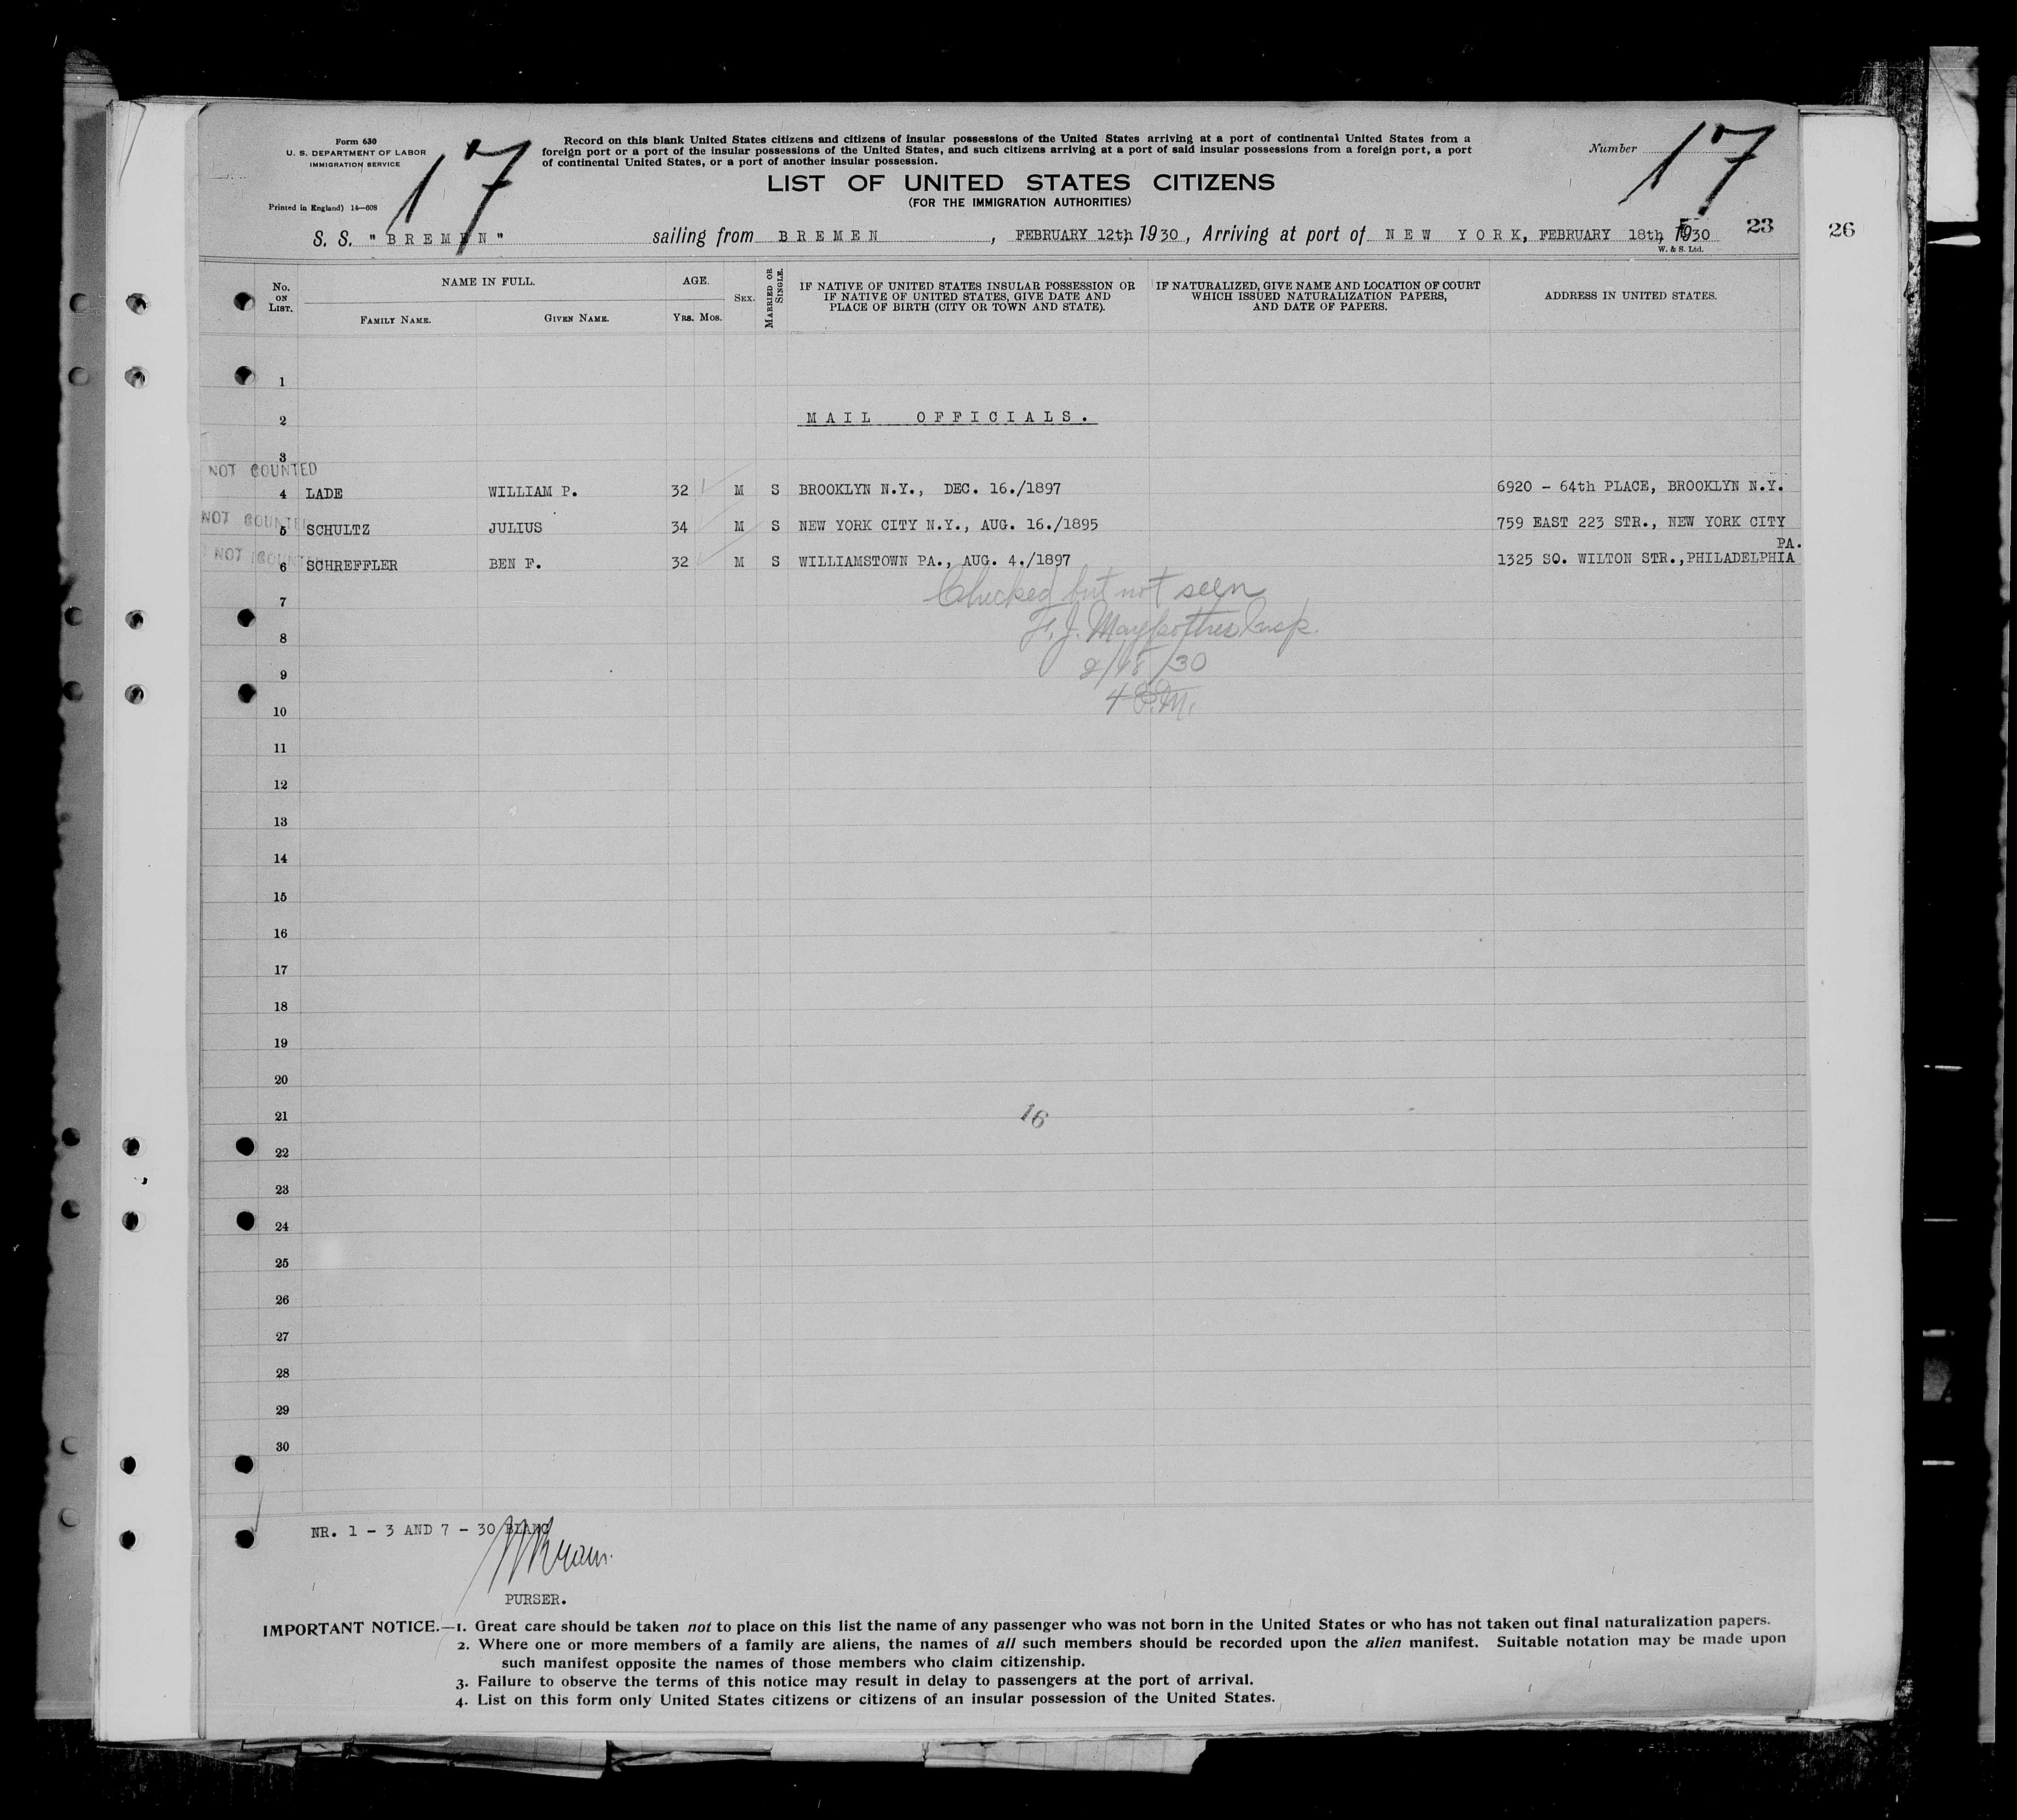 Form 630
U. S. DEPARTMENT OF LABOR
IMMIGRATION SERVICE
Printed in England) 14—608
17
Record on this blank United States citizens and citizens of insular possessions of the United States arriving at a port of continental United States from a
foreign port or a port of the insular possessions of the United States, and such citizens arriving at a port of said insular possessions from a foreign port, a port
of continental United States, or a port of another insular possession.
Number 17
LIST OF UNITED STATES CITIZENS
(FOR THE IMMIGRATION AUTHORITIES)
S. S. "BREMEN" sailing from BREMEN, FEBRUARY 12th 1930, Arriving at port of NEW YORK, FEBRUARY 18th, 1930
W. & S. Ltd.
23
26
No. ON LIST. NAME IN FULL. AGE. SEX. MARRIED OR SINGLE. IF NATIVE OF UNITED STATES INSULAR POSSESSION OR IF NATIVE OF UNITED STATES, GIVE DATE AND PLACE OF BIRTH (CITY OR TOWN AND STATE). IF NATURALIZED, GIVE NAME AND LOCATION OF COURT WHICH ISSUED NATURALIZATION PAPERS, AND DATE OF PAPERS. ADDRESS IN UNITED STATES.
FAMILY NAME. GIVEN NAME. YRS. MOS.
1
2 MAIL OFFICIALS.
3
NOT COUNTED
4 LADE WILLIAM P. 32 M S BROOKLYN N.Y., DEC. 16./1897 6920 - 64th PLACE, BROOKLYN N.Y.
NOT COUNTED
5 SCHULTZ JULIUS 34 M S NEW YORK CITY N.Y., AUG. 16./1895 759 EAST 223 STR., NEW YORK CITY
NOT COUNTED
PA.
6 SCHREFFLER BEN F. 32 M S WILLIAMSTOWN PA., AUG. 4./1897 1325 SO. WILTON STR.,PHILADELPHIA
Checked but not seen
7
F. J. Insp.
8
2/18/30
9
4 P.M.
10
11
12
13
14
15
16
17
18
19
20
21
16
22
23
24
25
26
27
28
29
30
NR. 1 - 3 AND 7 - 30 BLANC
PURSER.
IMPORTANT NOTICE.—1. Great care should be taken not to place on this list the name of any passenger who was not born in the United States or who has not taken out final naturalization papers.
2. Where one or more members of a family are aliens, the names of all such members should be recorded upon the alien manifest. Suitable notation may be made upon
such manifest opposite the names of those members who claim citizenship.
3. Failure to observe the terms of this notice may result in delay to passengers at the port of arrival.
4. List on this form only United States citizens or citizens of an insular possession of the United States.